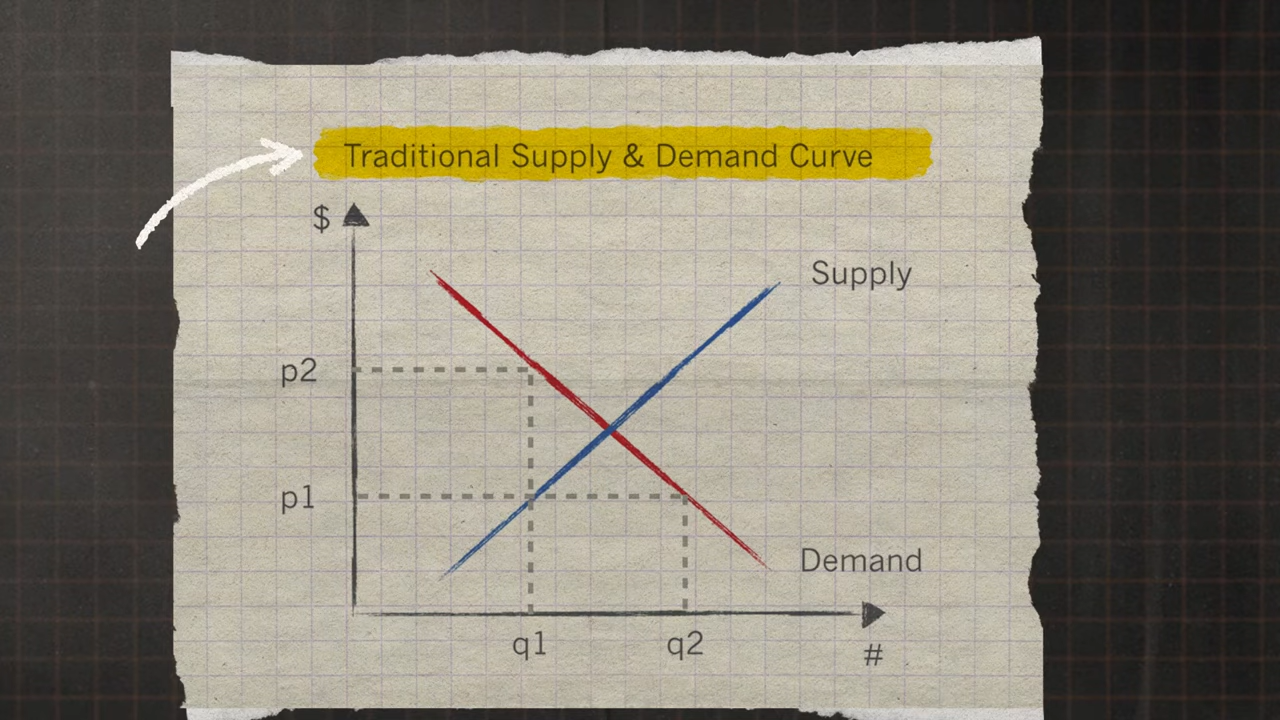 Traditional Supply & Demand Curve
$
Supply
p2
p1
Demand
q1 q2
#